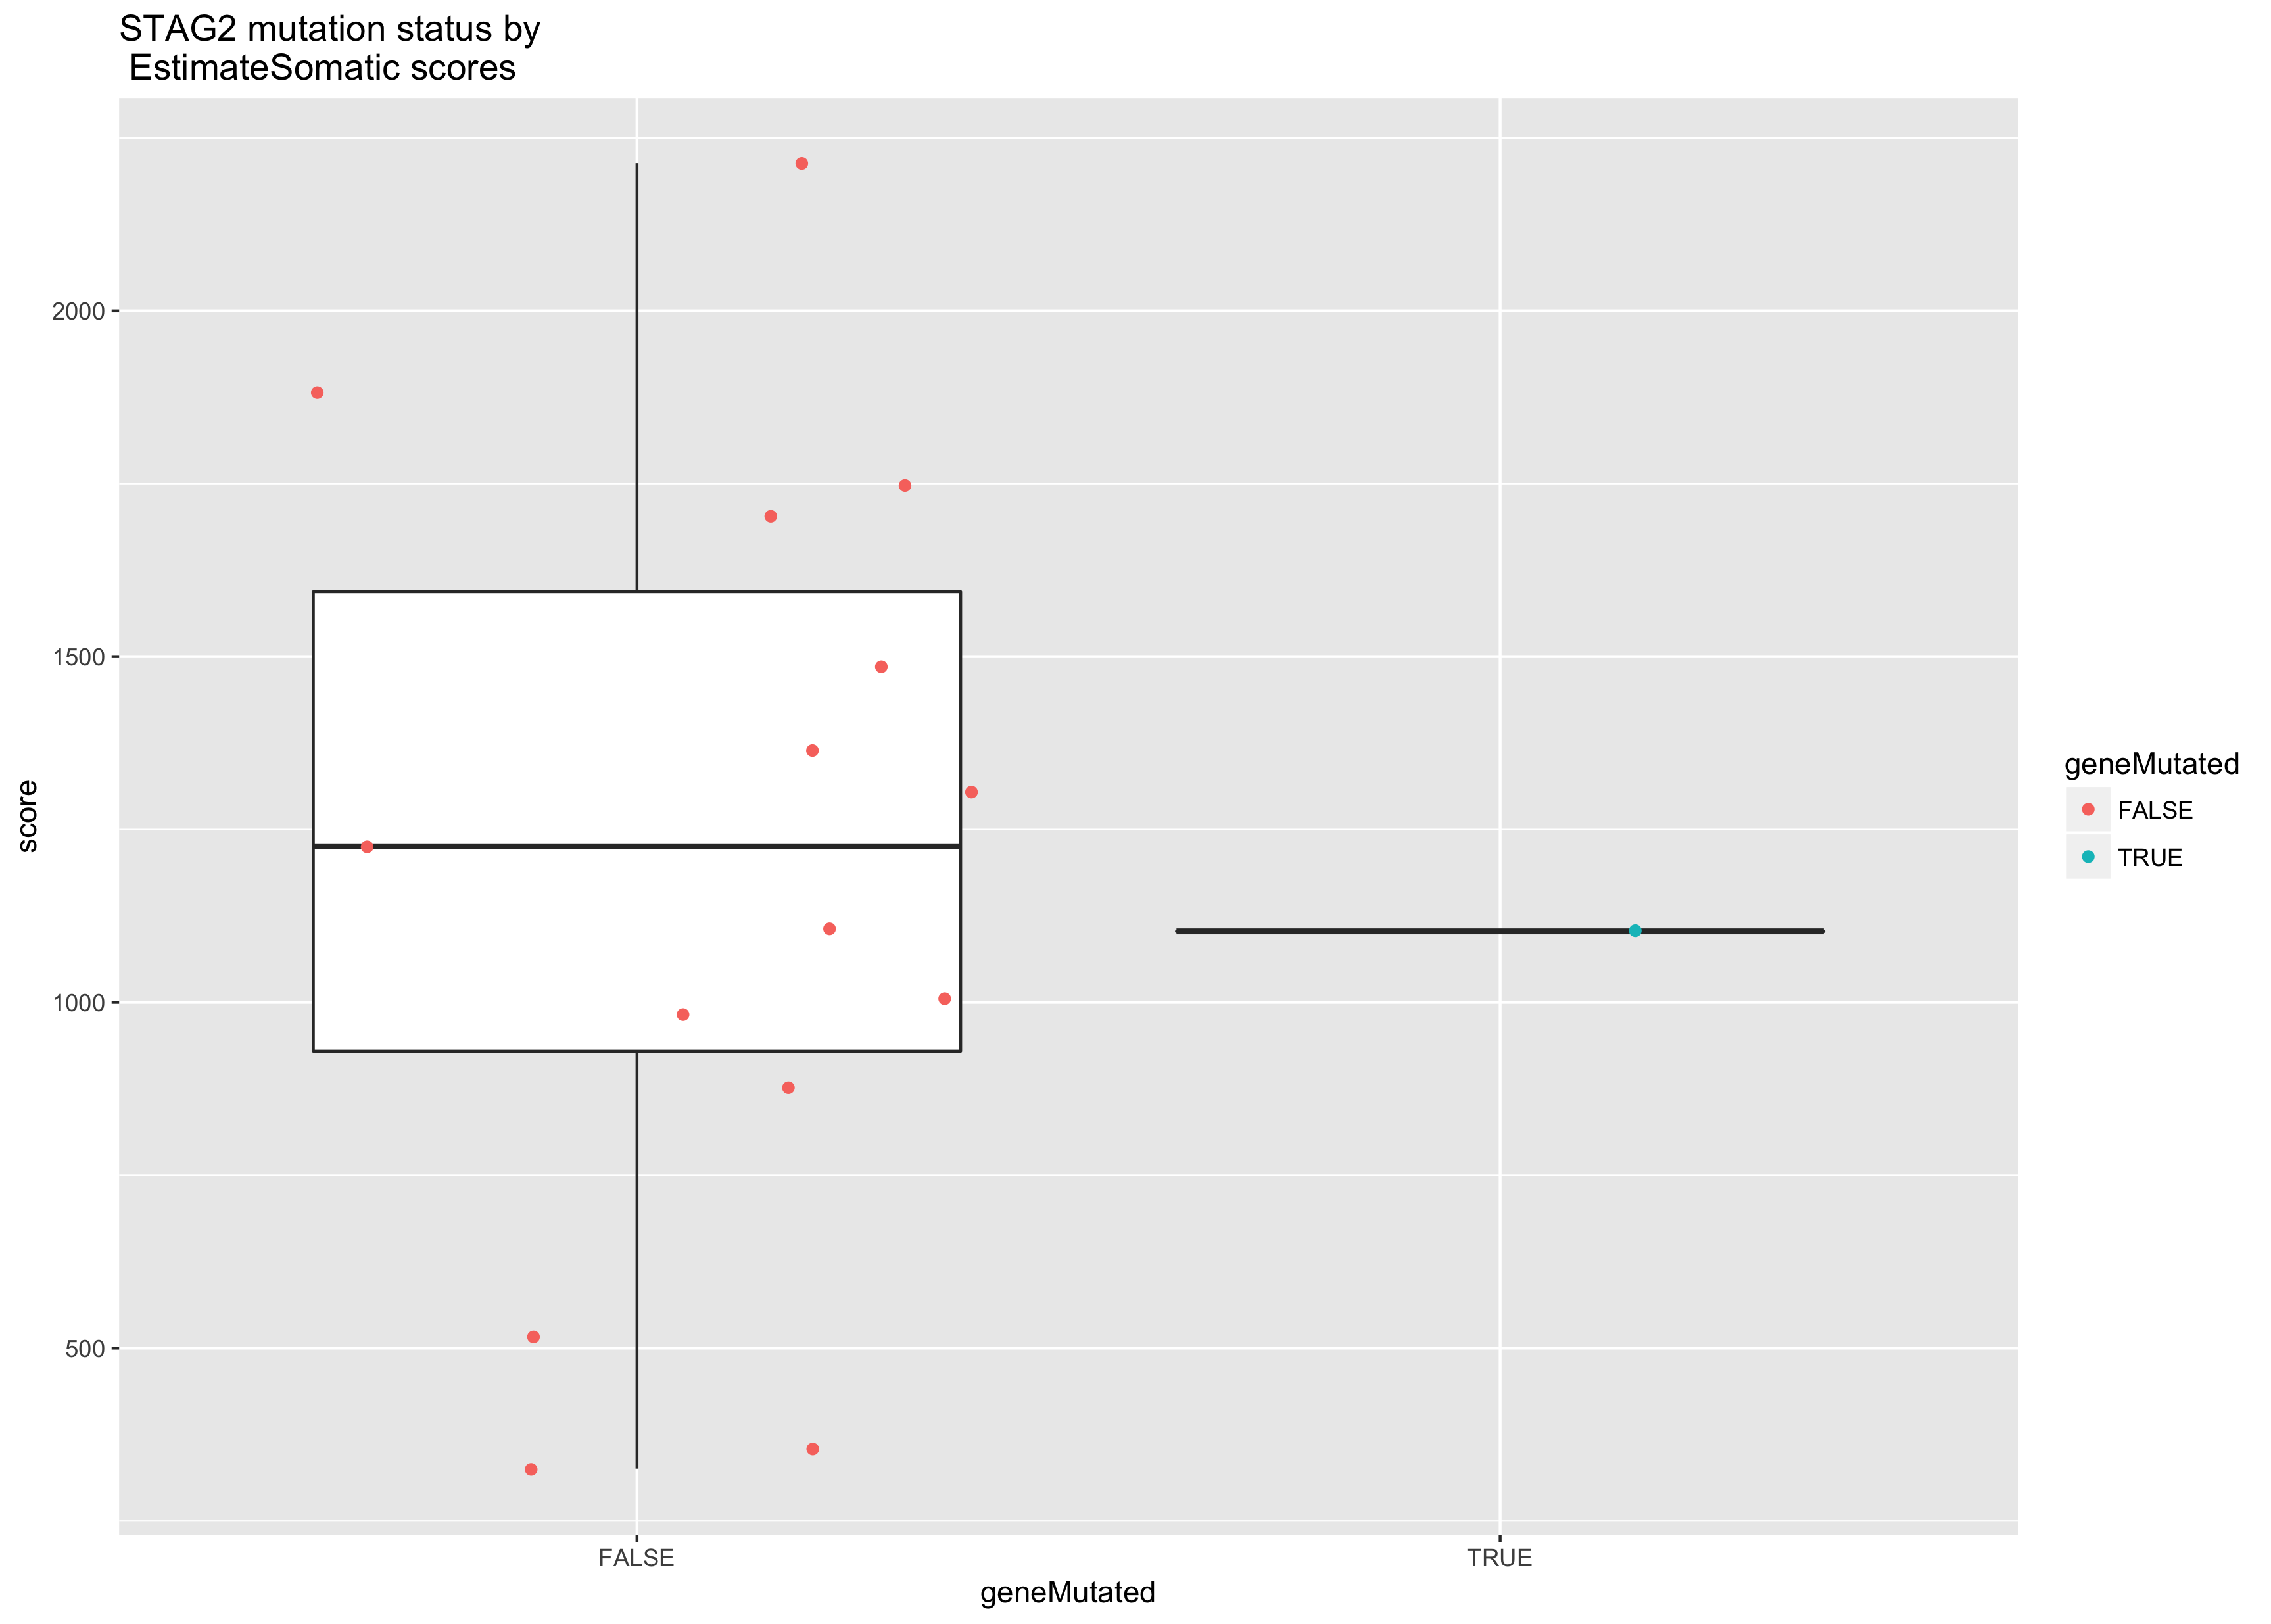 STAG2 mutation status by
EstimateSomatic scores
2000
1500
1000
500
score
FALSE
TRUE
geneMutated
geneMutated
FALSE
TRUE